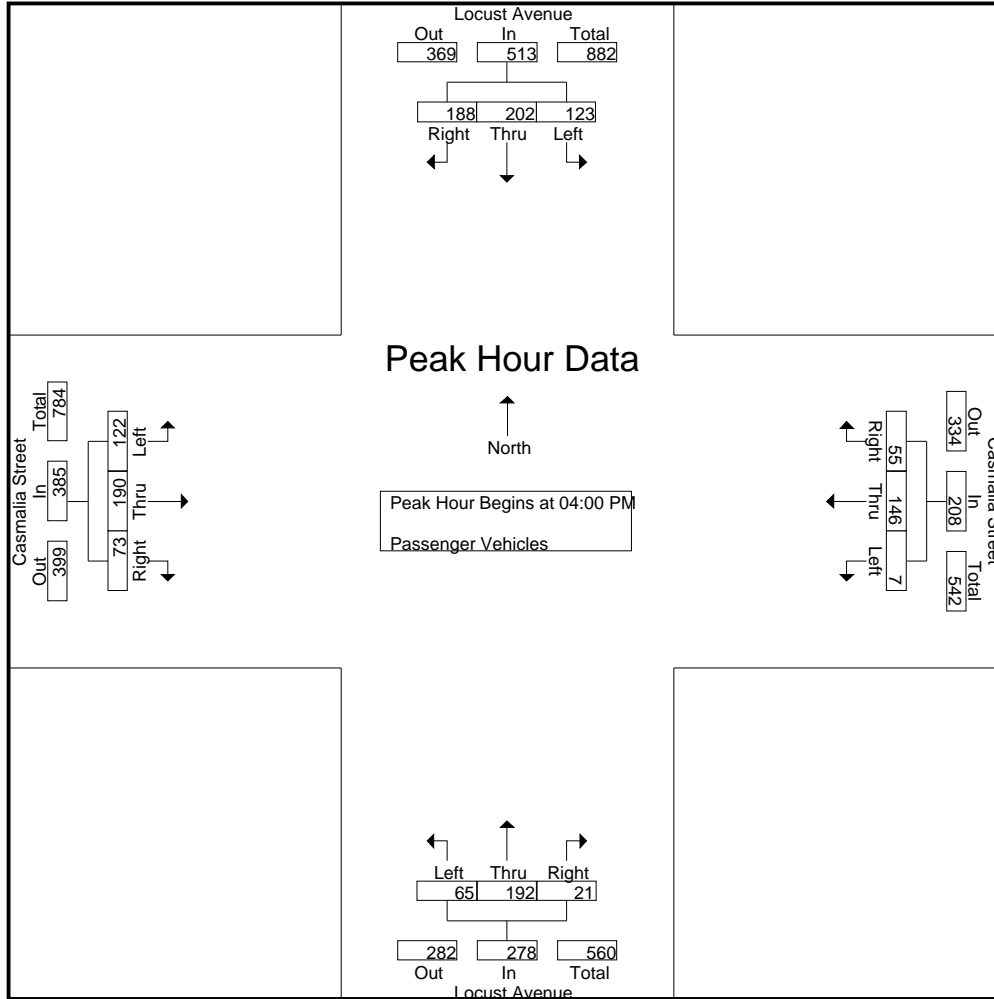 Locust Avenue
Out In Total
369 513 882
188 202 123
Right Thru Left
Peak Hour Data
North
Peak Hour Begins at 04:00 PM
Passenger Vehicles
Casmalia Street
Total In Out
784 385 399
122 190 73
Left Thru Right
Casmalia Street
Out In Total
334 208 542
Right Thru Left
55 146 7
Left Thru Right
65 192 21
282 278 560
Out In Total
Locust Avenue